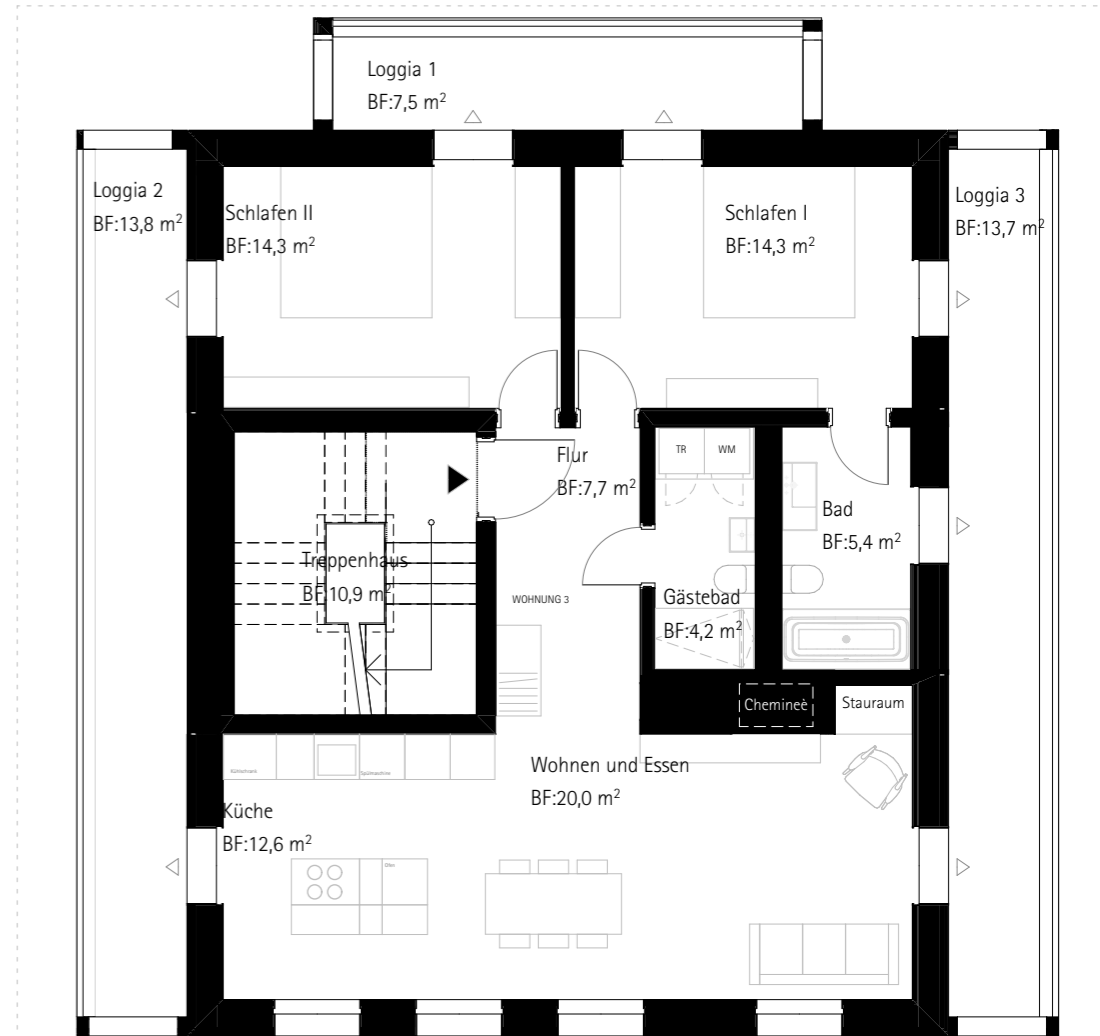 Loggia 1
BF:7,5 m²
Loggia 2
BF:13,8 m²
Schlafen II
BF:14,3 m²
Schlafen I
BF:14,3 m²
Loggia 3
BF:13,7 m²
Flur
BF:7,7 m²
TR
WM
Bad
BF:5,4 m²
Treppenhaus
BF:10,9 m²
WOHNUNG 3
Gästebad
BF:4,2 m²
Chemineè
Stauraum
Kühlschrank
Spülmaschine
Wohnen und Essen
BF:20,0 m²
Küche
BF:12,6 m²
Ofen